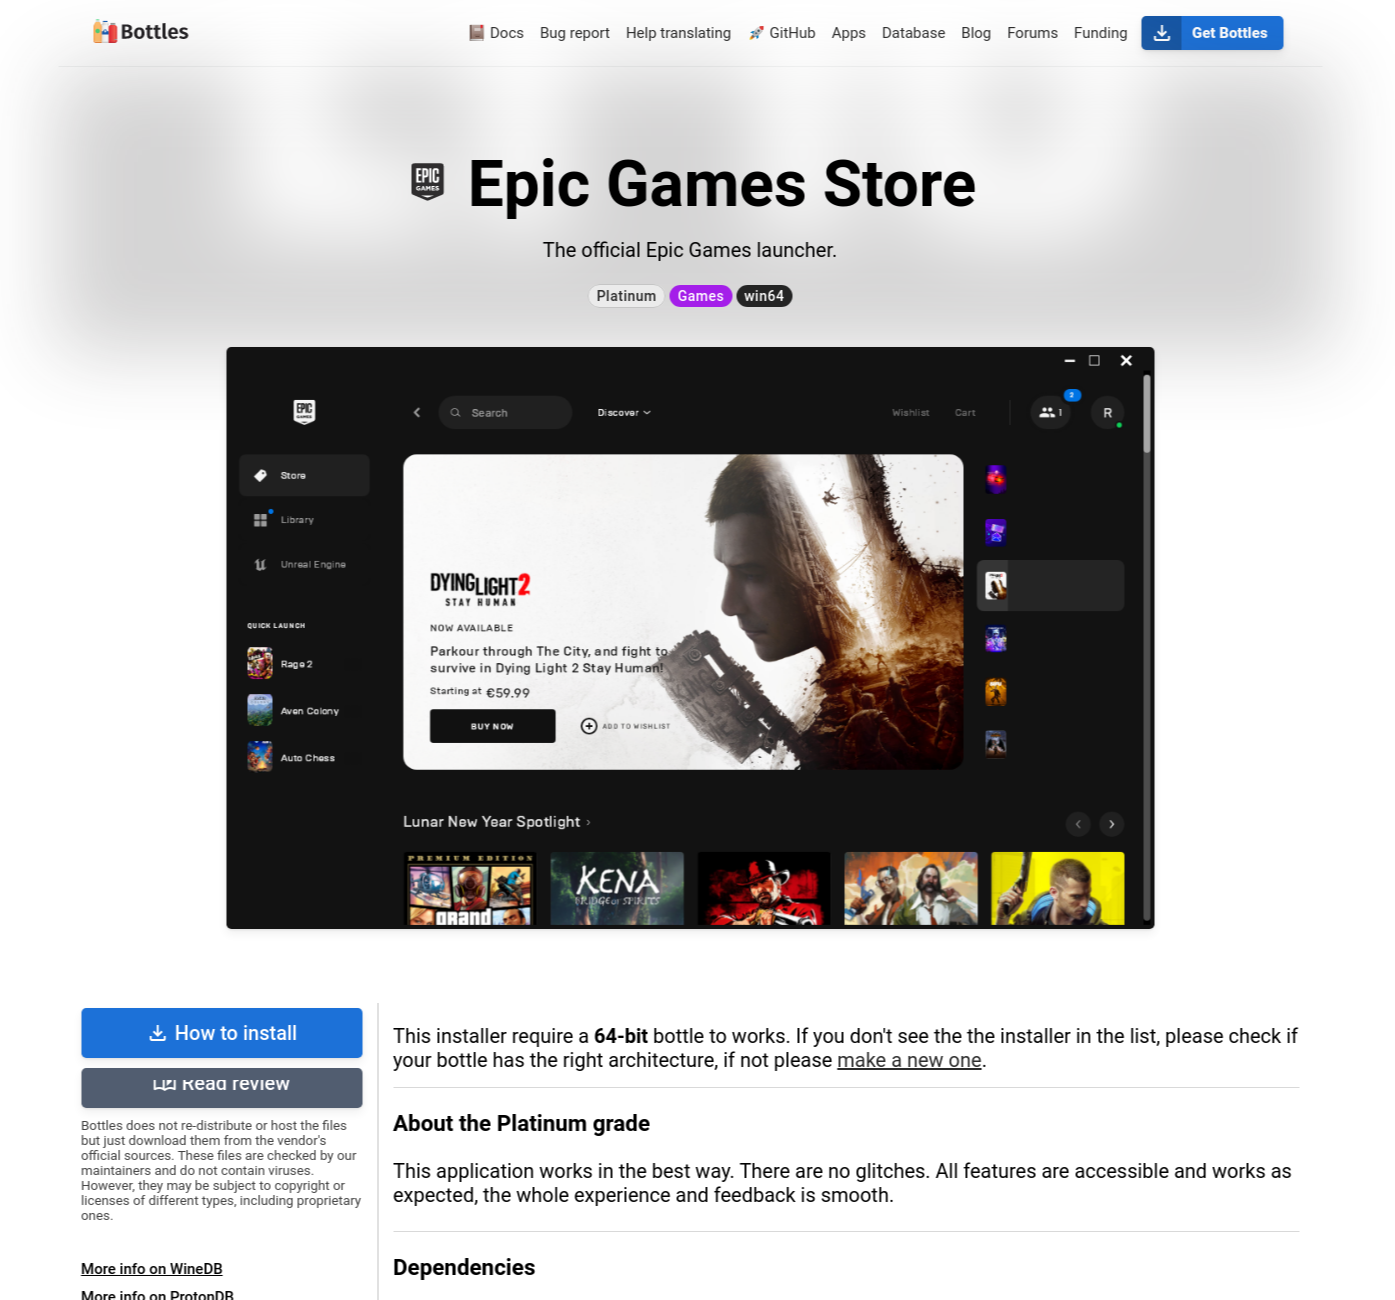 Bottles
Docs Bug report Help translating GitHub Apps Database Blog Forums Funding Get Bottles
EPIC GAMES Epic Games Store
The official Epic Games launcher.
Platinum Games win64
EPIC GAMES Search Discover Wishlist Cart 1 2 R
Store
Library
Unreal Engine
QUICK LAUNCH
Rage 2
Aven Colony
Auto Chess
DYING LIGHT 2
STAY HUMAN
NOW AVAILABLE
Parkour through The City, and fight to
survive in Dying Light 2 Stay Human!
Starting at €59.99
BUY NOW ADD TO WISHLIST
Lunar New Year Spotlight
PREMIUM EDITION
GRAND
KENA
BRIDGE OF SPIRITS
How to install
Read review
Bottles does not re-distribute or host the files
but just download them from the vendor's
official sources. These files are checked by our
maintainers and do not contain viruses.
However, they may be subject to copyright or
licenses of different types, including proprietary
ones.
More info on WineDB
More info on ProtonDB
This installer require a 64-bit bottle to works. If you don't see the the installer in the list, please check if
your bottle has the right architecture, if not please make a new one.
About the Platinum grade
This application works in the best way. There are no glitches. All features are accessible and works as
expected, the whole experience and feedback is smooth.
Dependencies